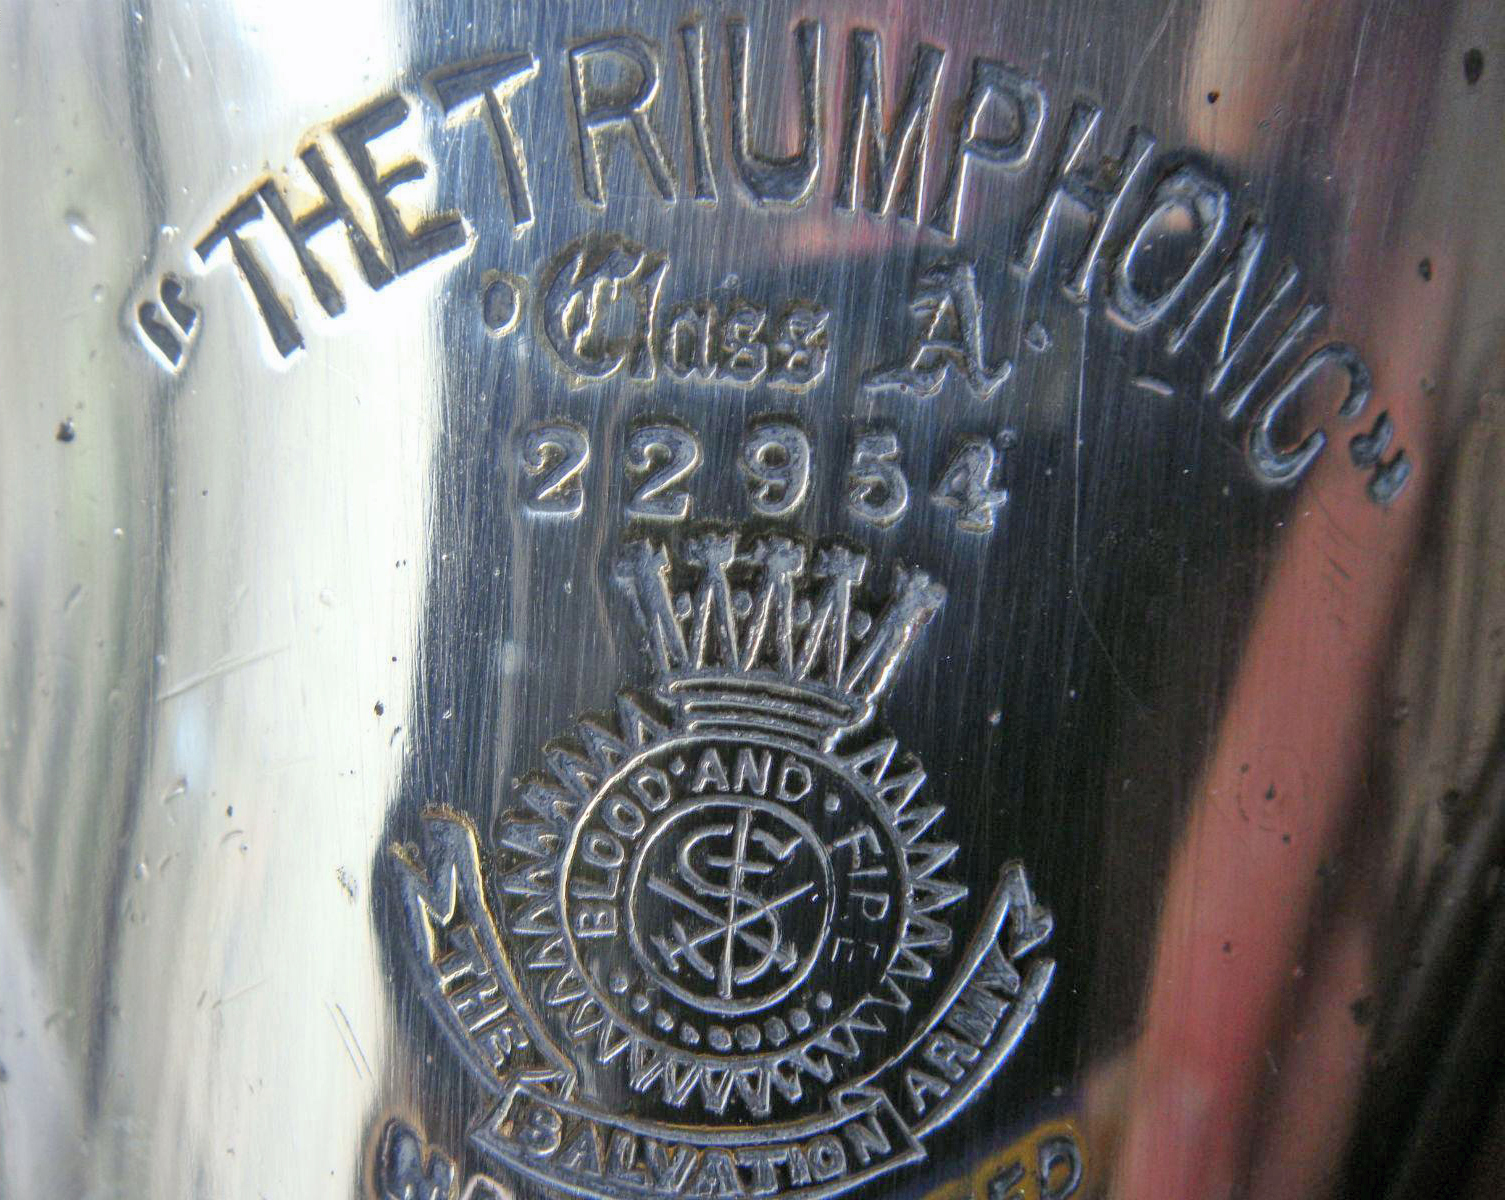 "THE TRIUMPHONIC"
Class A
22954
BLOOD AND FIRE
S
THE SALVATION ARMY